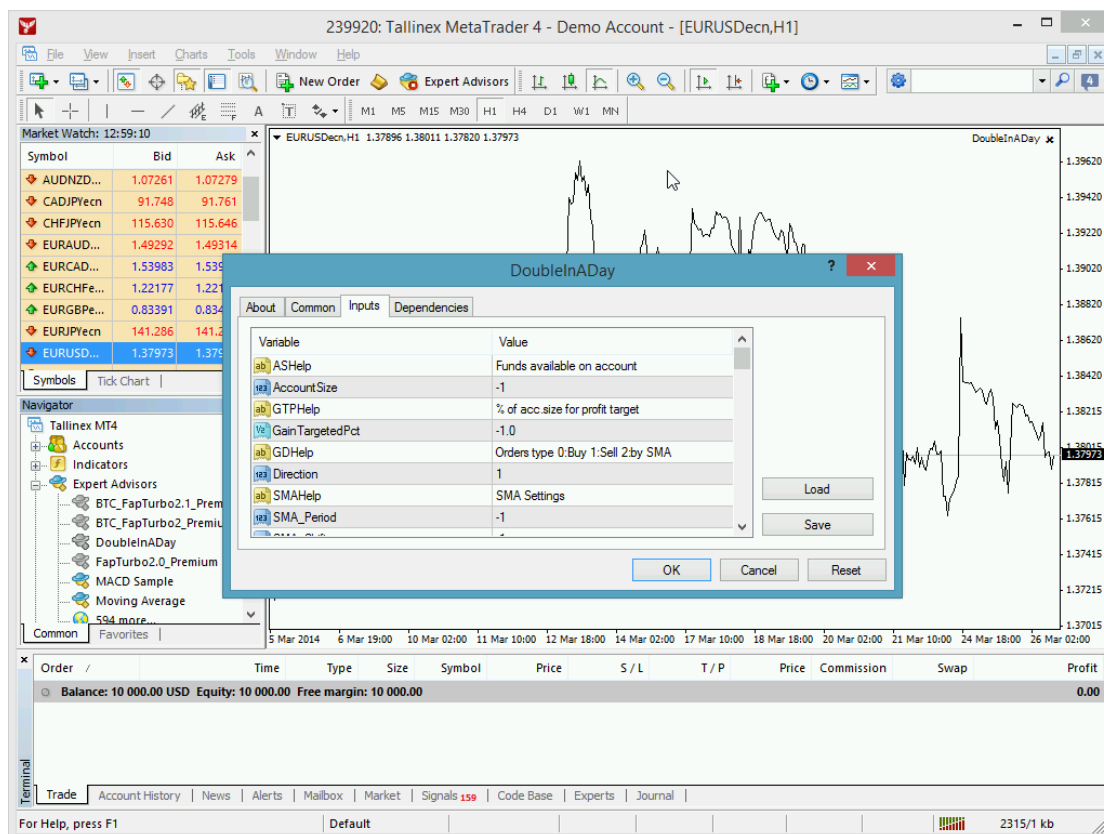 239920: Tallinex MetaTrader 4 - Demo Account - [EURUSDecn,H1]
File View Insert Charts Tools Window Help
New Order Expert Advisors 4
E F A T M1 M5 M15 M30 H1 H4 D1 W1 MN
Market Watch: 12:59:10
Symbol Bid Ask
AUDNZD... 1.07261 1.07279
CADJPYecn 91.748 91.761
CHFJPYecn 115.630 115.646
EURAUD... 1.49292 1.49314
EURCAD... 1.53983
EURCHFe... 1.22177
EURGBPe... 0.83391
EURJPYecn 141.286
EURUSD... 1.37973
Symbols Tick Chart
Navigator
Tallinex MT4
Accounts
Indicators
Expert Advisors
BTC_FapTurbo2.1_Prem
BTC_FapTurbo2_Premiu
DoubleInADay
FapTurbo2.0_Premium
MACD Sample
Moving Average
594 more...
Common Favorites
EURUSDecn,H1 1.37896 1.38011 1.37820 1.37973
DoubleInADay
1.39620
1.39420
1.39220
1.39020
1.38820
1.38620
1.38420
1.38215
1.38015
1.37973
1.37815
1.37615
1.37415
1.37215
1.37015
5 Mar 2014 6 Mar 19:00 10 Mar 02:00 11 Mar 10:00 12 Mar 18:00 14 Mar 02:00 17 Mar 10:00 18 Mar 18:00 20 Mar 02:00 21 Mar 10:00 24 Mar 18:00 26 Mar 02:00
DoubleInADay
About Common Inputs Dependencies
Variable Value
ab ASHelp Funds available on account
123 AccountSize -1
ab GTPHelp % of acc.size for profit target
V2 GainTargetedPct -1.0
ab GDHelp Orders type 0:Buy 1:Sell 2:by SMA
123 Direction 1
ab SMAHelp SMA Settings
123 SMA_Period -1
Load
Save
OK Cancel Reset
Order / Time Type Size Symbol Price S / L T / P Price Commission Swap Profit
Balance: 10 000.00 USD Equity: 10 000.00 Free margin: 10 000.00 0.00
Terminal
Trade Account History News Alerts Mailbox Market Signals 159 Code Base Experts Journal
For Help, press F1 Default 2315/1 kb